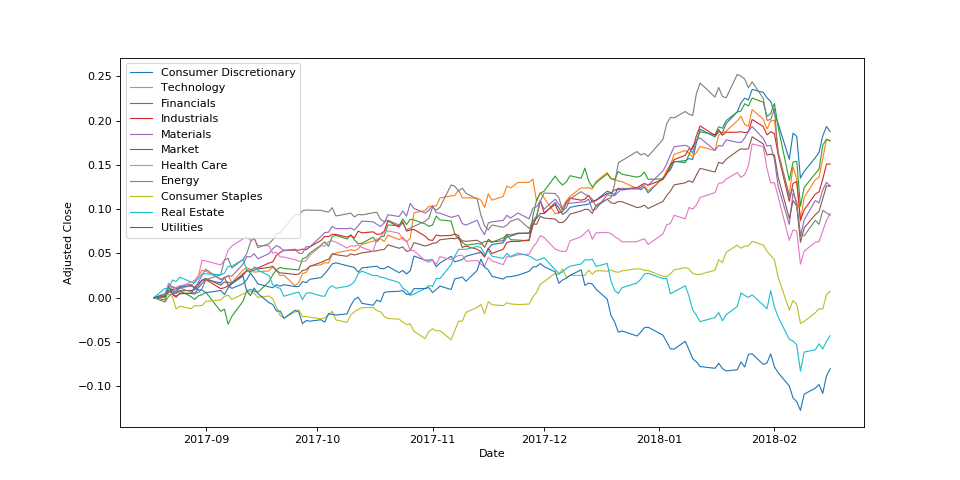 0.25
0.20
0.15
0.10
0.05
0.00
−0.05
−0.10
Adjusted Close
Consumer Discretionary
Technology
Financials
Industrials
Materials
Market
Health Care
Energy
Consumer Staples
Real Estate
Utilities
2017-09 2017-10 2017-11 2017-12 2018-01 2018-02
Date